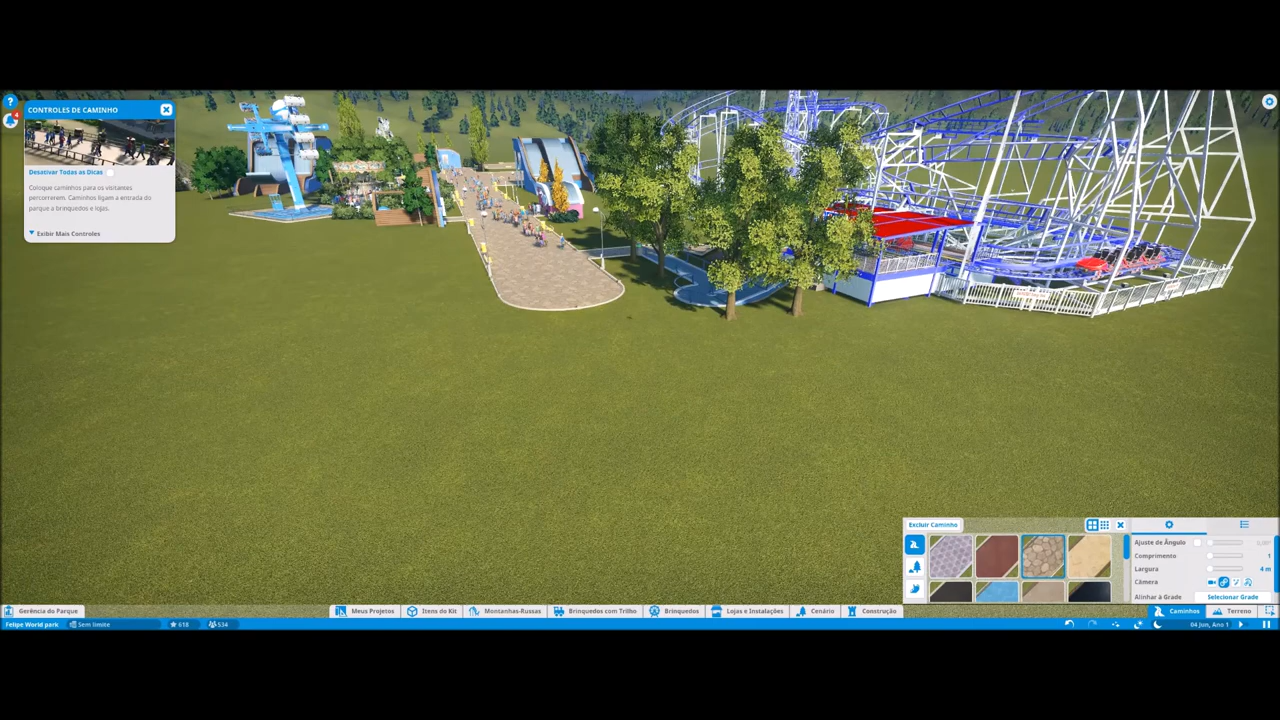 ?
4
CONTROLES DE CAMINHO
Desativar Todas as Dicas
Coloque caminhos para os visitantes
percorrerem. Caminhos ligam a entrada do
parque a brinquedos e lojas.
Exibir Mais Controles
Excluir Caminho
Ajuste de Ângulo
Comprimento 1
Largura 4 m
Câmera
Alinhar à Grade Selecionar Grade
Gerência do Parque
Meus Projetos
Itens do Kit
Montanhas-Russas
Brinquedos com Trilho
Brinquedos
Lojas e Instalações
Cenário
Construção
Caminhos
Terreno
Felipe World park
Sem limite
618
534
04 Jun, Ano 1